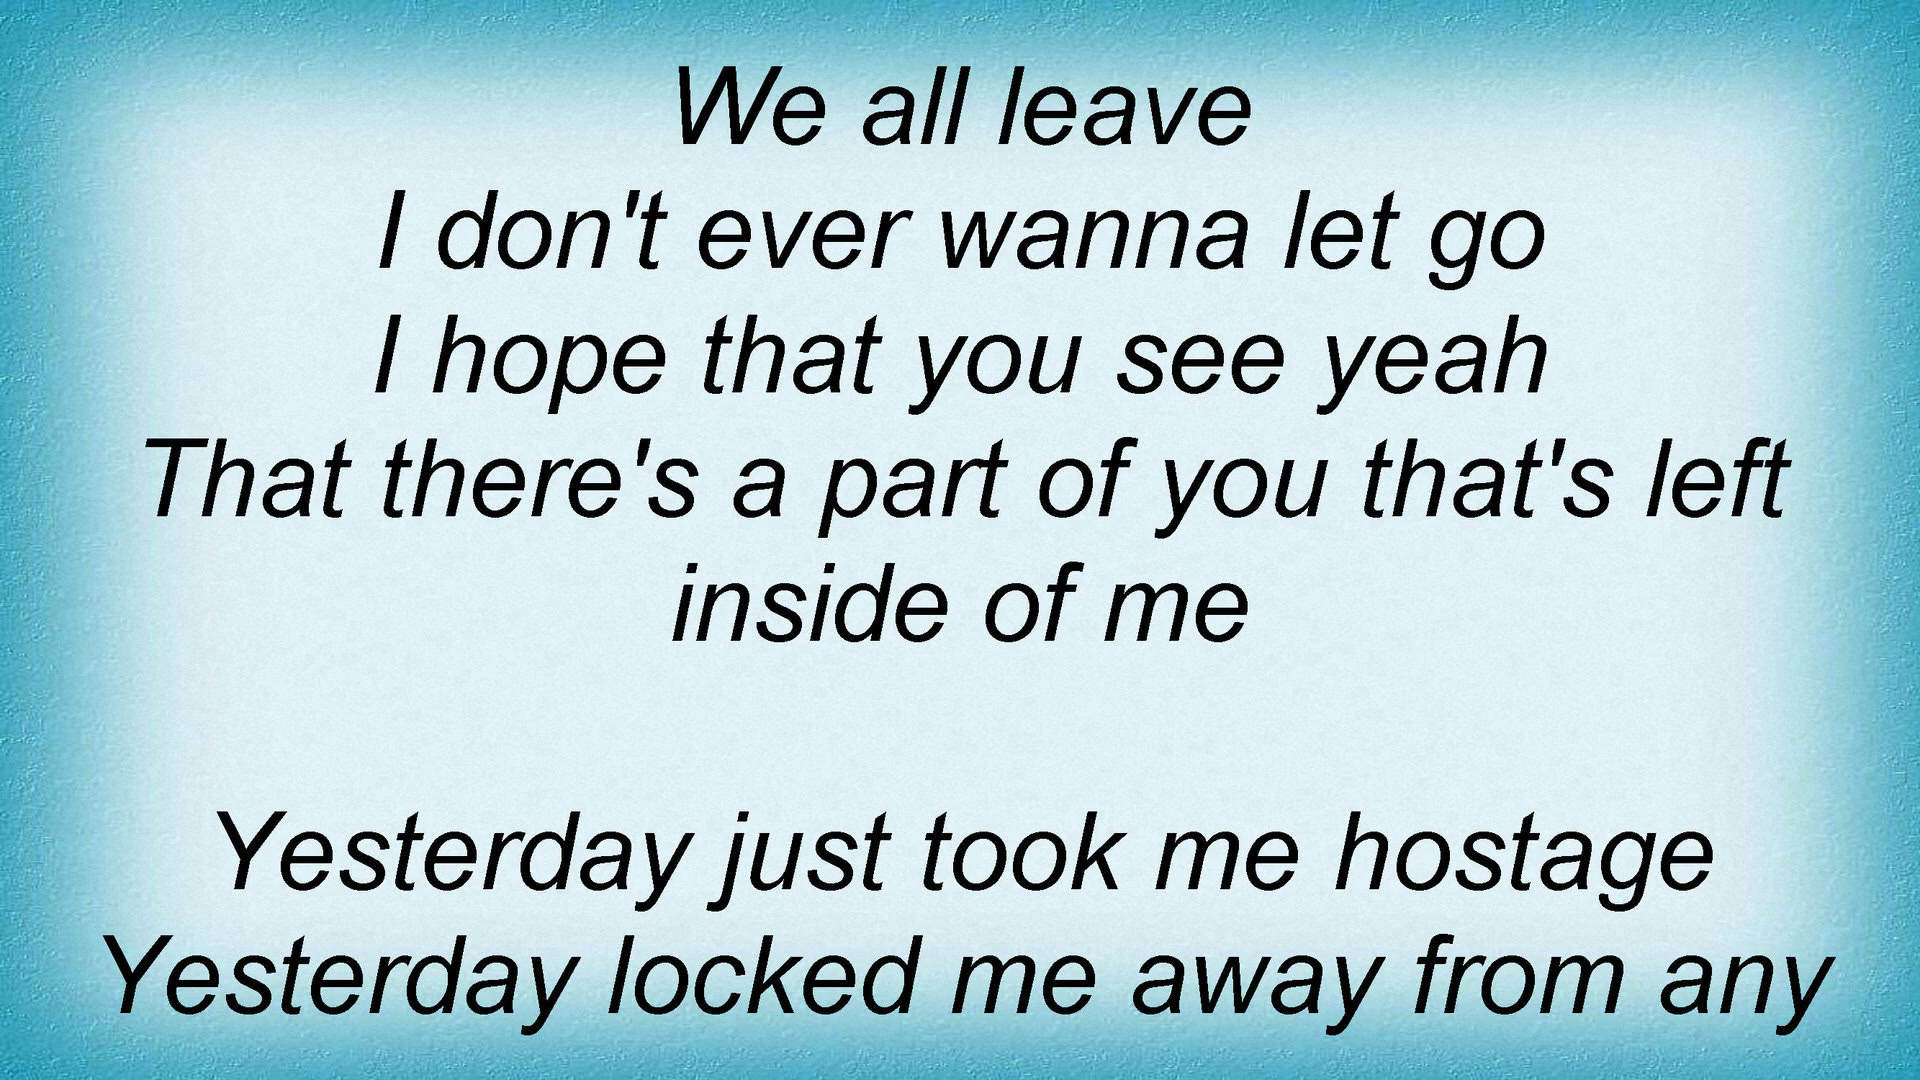 We all leave
I don't ever wanna let go
I hope that you see yeah
That there's a part of you that's left
inside of me
Yesterday just took me hostage
Yesterday locked me away from any